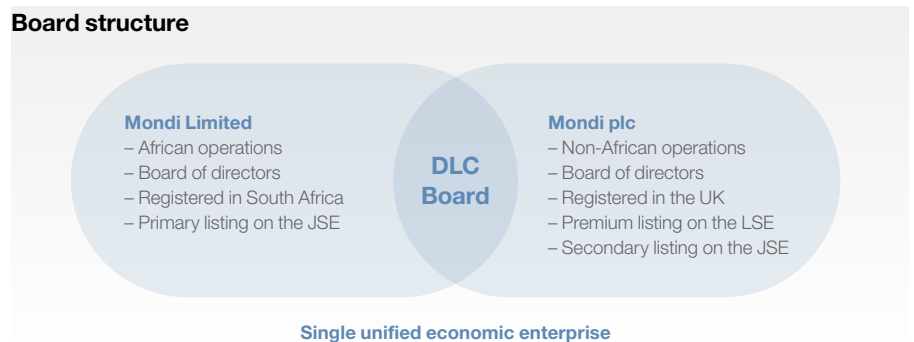 Board structure
Mondi Limited
– African operations
– Board of directors
– Registered in South Africa
– Primary listing on the JSE
DLC
Board
Mondi plc
– Non-African operations
– Board of directors
– Registered in the UK
– Premium listing on the LSE
– Secondary listing on the JSE
Single unified economic enterprise